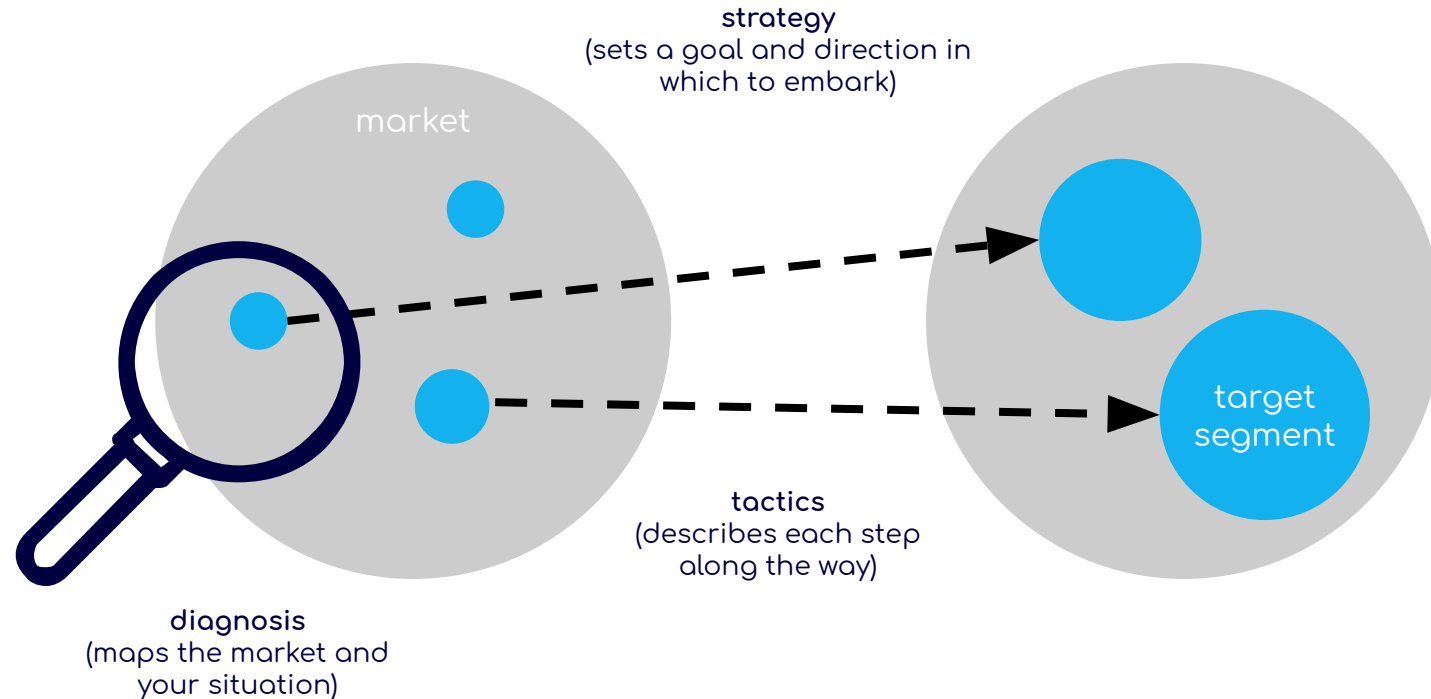 strategy
(sets a goal and direction in
which to embark)
market
target
segment
tactics
(describes each step
along the way)
diagnosis
(maps the market and
your situation)